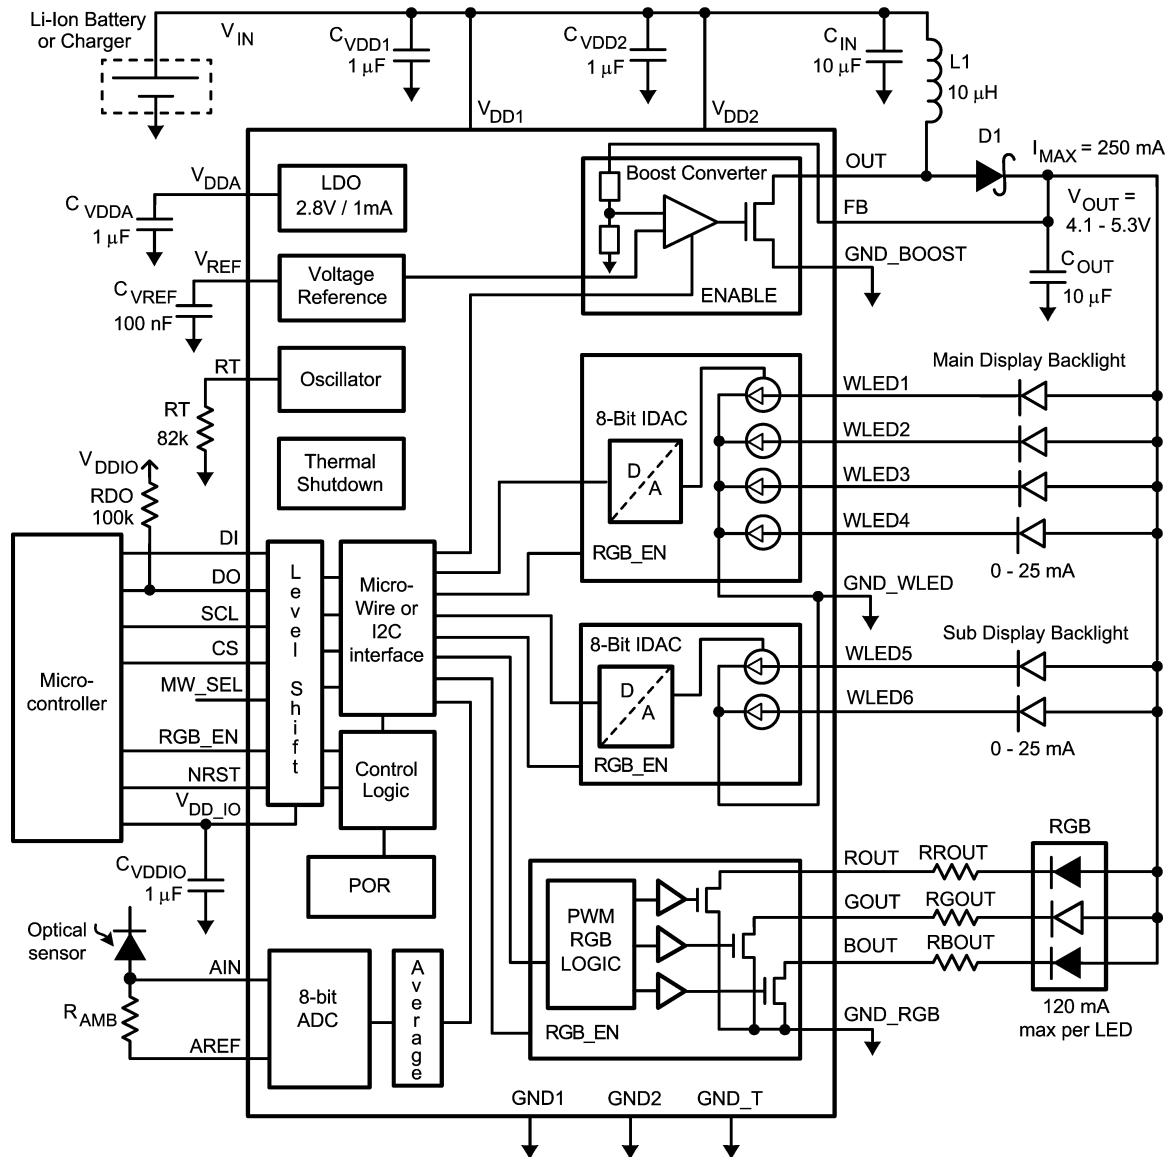 Li-Ion Battery
or Charger
V IN
C VDD1
1 μF
C VDD2
1 μF
C IN
10 μF
L1
10 μH
V DD1
V DD2
D1
I MAX = 250 mA
V OUT =
4.1 - 5.3V
OUT
FB
GND_BOOST
C OUT
10 μF
Boost Converter
ENABLE
V DDA
C VDDA
1 μF
LDO
2.8V / 1mA
V REF
C VREF
100 nF
Voltage
Reference
RT
RT
82k
Oscillator
Thermal
Shutdown
V DDIO
RDO
100k
Main Display Backlight
WLED1
WLED2
WLED3
WLED4
0 - 25 mA
8-Bit IDAC
D
A
RGB_EN
GND_WLED
Sub Display Backlight
WLED5
WLED6
0 - 25 mA
8-Bit IDAC
D
A
RGB_EN
Micro-
controller
DI
DO
SCL
CS
MW_SEL
RGB_EN
NRST
V DD_IO
Level Shift
Micro-
Wire or
I2C
interface
Control
Logic
POR
C VDDIO
1 μF
Optical
sensor
AIN
R AMB
AREF
8-bit
ADC
Average
PWM
RGB
LOGIC
RGB_EN
ROUT
RROUT
GOUT
RGOUT
BOUT
RBOUT
GND_RGB
RGB
120 mA
max per LED
GND1
GND2
GND_T